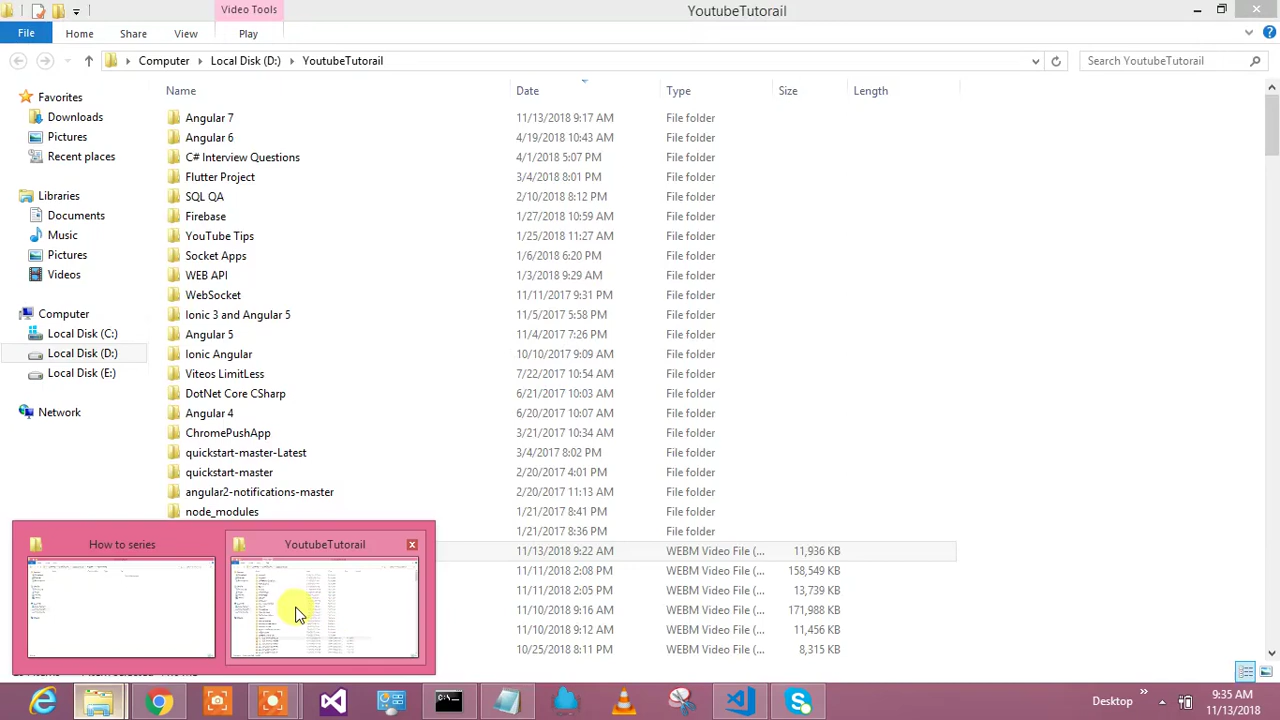 Video Tools
YoutubeTutorail
File Home Share View Play
Computer Local Disk (D:) YoutubeTutorail
Search YoutubeTutorail
Name Date Type Size Length
Favorites
Downloads
Pictures
Recent places
Libraries
Documents
Music
Pictures
Videos
Computer
Local Disk (C:)
Local Disk (D:)
Local Disk (E:)
Network
Angular 7 11/13/2018 9:17 AM File folder
Angular 6 4/19/2018 10:43 AM File folder
C# Interview Questions 4/1/2018 5:07 PM File folder
Flutter Project 3/4/2018 8:01 PM File folder
SQL QA 2/10/2018 8:12 PM File folder
Firebase 1/27/2018 10:59 AM File folder
YouTube Tips 1/25/2018 11:27 AM File folder
Socket Apps 1/6/2018 6:20 PM File folder
WEB API 1/3/2018 9:29 AM File folder
WebSocket 11/11/2017 9:31 PM File folder
Ionic 3 and Angular 5 11/5/2017 5:58 PM File folder
Angular 5 11/4/2017 7:26 PM File folder
Ionic Angular 10/10/2017 9:09 AM File folder
Viteos LimitLess 7/22/2017 10:54 AM File folder
DotNet Core CSharp 6/21/2017 10:03 AM File folder
Angular 4 6/20/2017 10:07 AM File folder
ChromePushApp 3/21/2017 10:34 AM File folder
quickstart-master-Latest 3/4/2017 8:02 PM File folder
quickstart-master 2/20/2017 4:01 PM File folder
angular2-notifications-master 2/20/2017 11:13 AM File folder
node_modules 1/21/2017 8:41 PM File folder
1/21/2017 8:36 PM File folder
11/13/2018 9:22 AM WEBM Video File (... 11,936 KB
11/11/2018 2:08 PM WEBM Video File (... 158,549 KB
11/11/2018 2:05 PM WEBM Video File (... 13,739 KB
11/10/2018 9:16 AM WEBM Video File (... 171,988 KB
11/10/2018 9:12 AM WEBM Video File (... 11,456 KB
10/25/2018 8:11 PM WEBM Video File (... 8,315 KB
How to series
YoutubeTutorail
Desktop
9:35 AM
11/13/2018